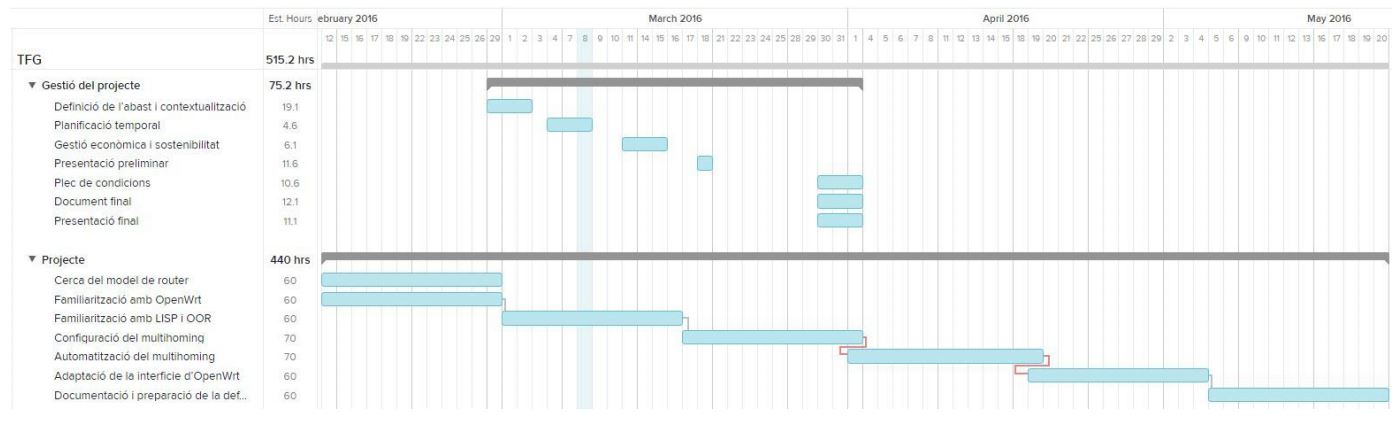 Est. Hours ebruary 2016 March 2016 April 2016 May 2016
12 15 16 17 18 19 22 23 24 25 26 29 1 2 3 4 7 8 9 10 11 14 15 16 17 18 21 22 23 24 25 28 29 30 31 1 4 5 6 7 8 11 12 13 14 15 18 19 20 21 22 25 26 27 28 29 2 3 4 5 6 9 10 11 12 13 16 17 18 19 20
TFG 515.2 hrs
Gestió del projecte 75.2 hrs
Definició de l'abast i contextualització 19.1
Planificació temporal 4.6
Gestió econòmica i sostenibilitat 6.1
Presentació preliminar 11.6
Plec de condicions 10.6
Document final 12.1
Presentació final 11.1
Projecte 440 hrs
Cerca del model de router 60
Familiarització amb OpenWrt 60
Familiarització amb LISP i OOR 60
Configuració del multihoming 70
Automatització del multihoming 70
Adaptació de la interfície d'OpenWrt 60
Documentació i preparació de la def... 60